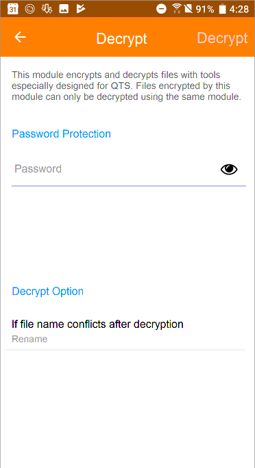 31 91% 4:28
Decrypt Decrypt
This module encrypts and decrypts files with tools
especially designed for QTS. Files encrypted by this
module can only be decrypted using the same module.
Password Protection
Password
Decrypt Option
If file name conflicts after decryption
Rename